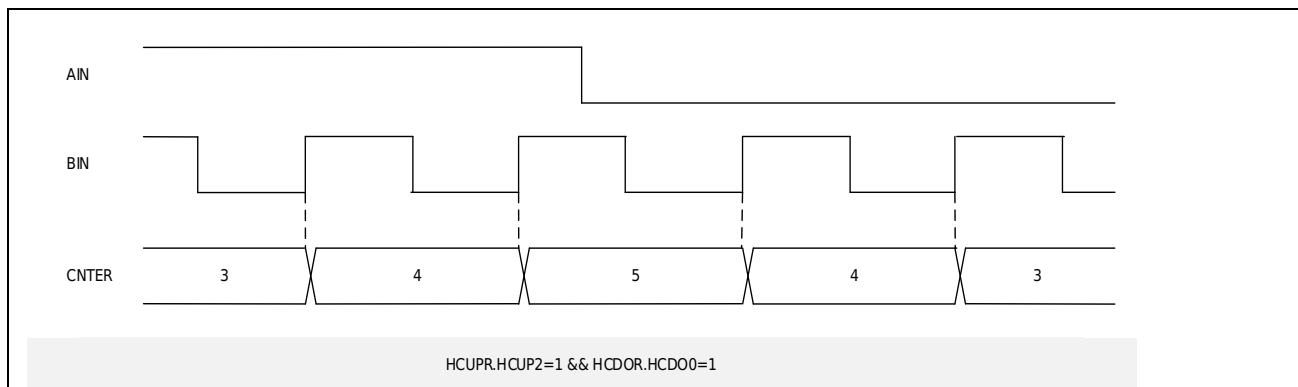 AIN
BIN
CNTER 3 4 5 4 3
HCUPR.HCUP2=1 && HCDOR.HCDO0=1